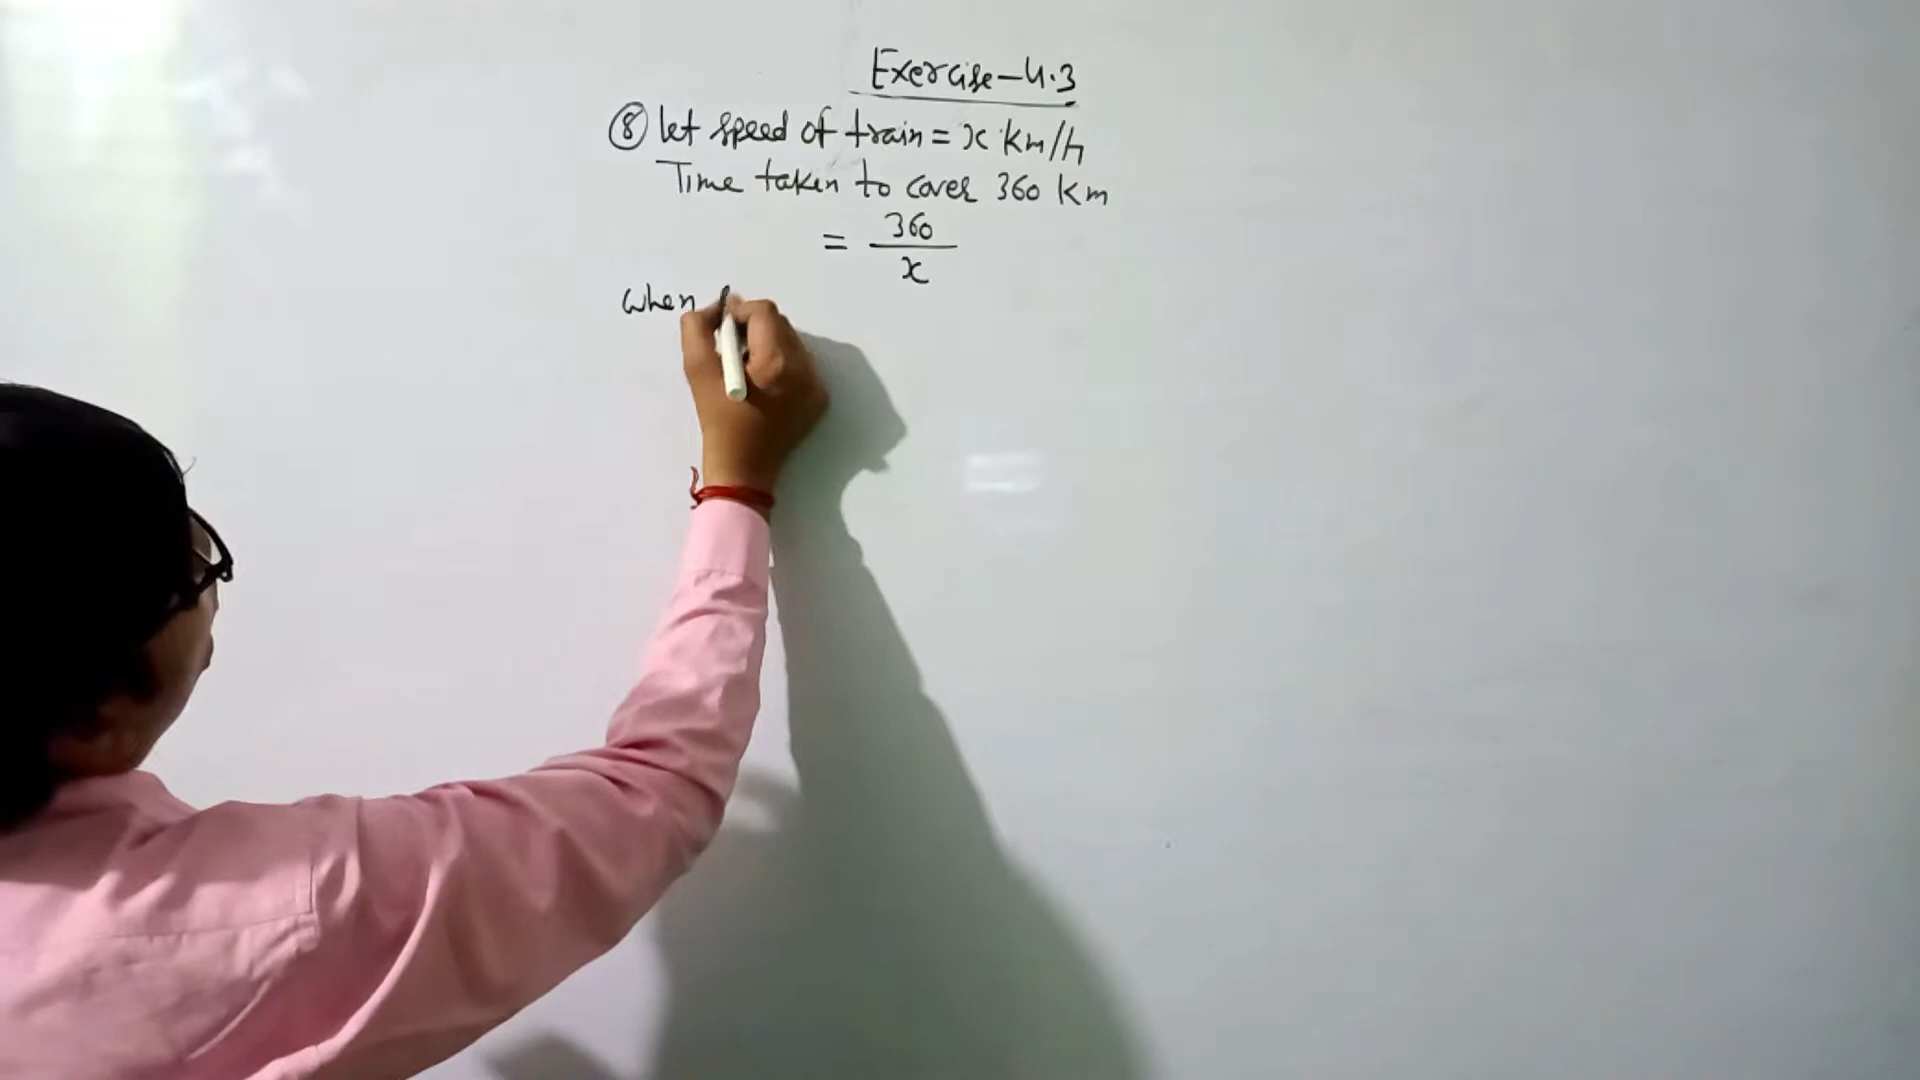 Exercise-4.3
⑧ let speed of train = x km/h
Time taken to cover 360 km
= 360/x
when